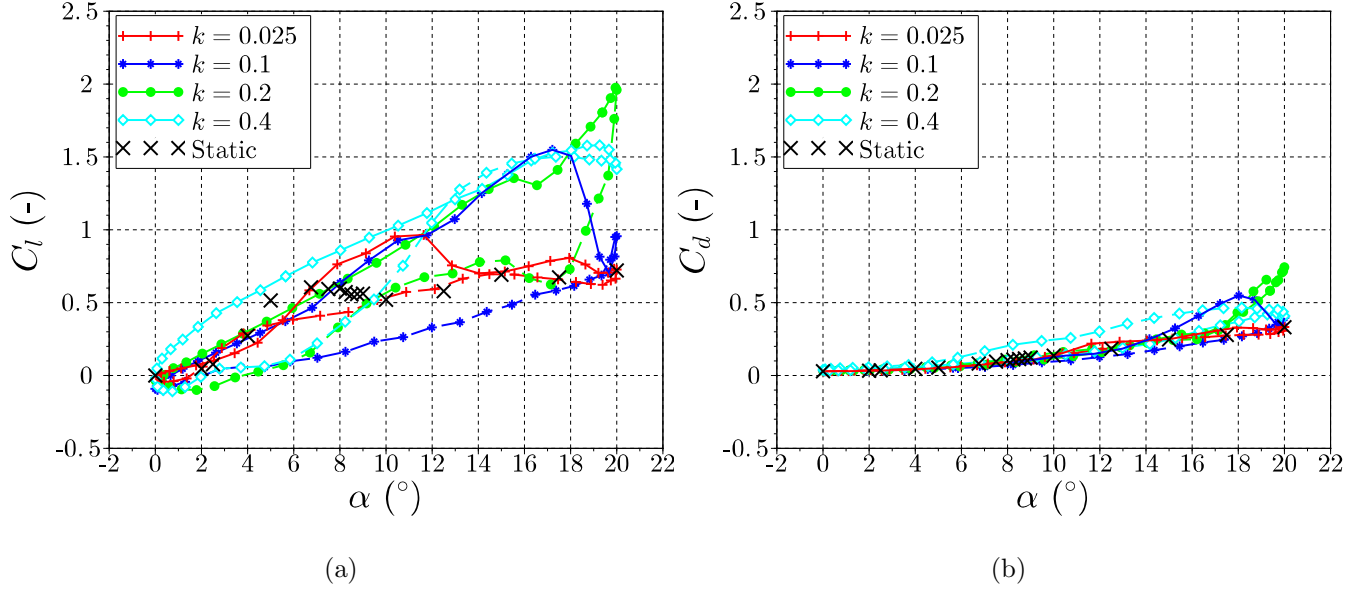 2.5
2
1.5
1
0.5
0
-0.5
C_l (-)
k = 0.025
k = 0.1
k = 0.2
k = 0.4
Static
-2 0 2 4 6 8 10 12 14 16 18 20 22
α (°)
(a)
2.5
2
1.5
1
0.5
0
-0.5
C_d (-)
k = 0.025
k = 0.1
k = 0.2
k = 0.4
Static
-2 0 2 4 6 8 10 12 14 16 18 20 22
α (°)
(b)